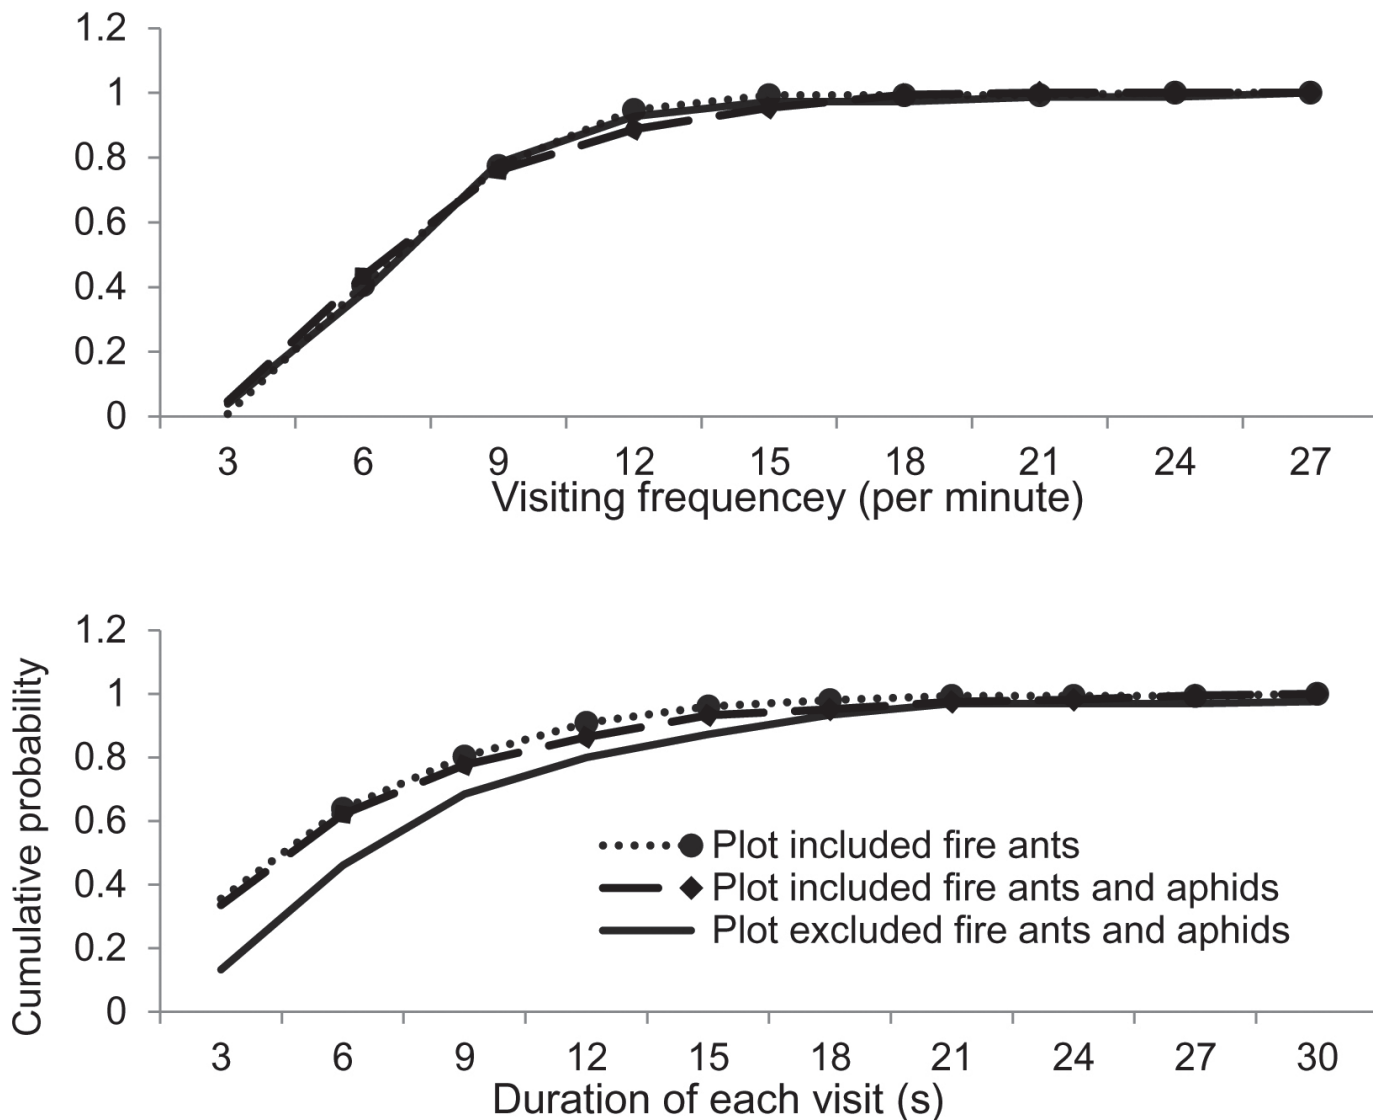 1.2
1
0.8
0.6
0.4
0.2
0
3 6 9 12 15 18 21 24 27
Visiting frequencey (per minute)
Cumulative probability
1.2
1
0.8
0.6
0.4
0.2
0
Plot included fire ants
Plot included fire ants and aphids
Plot excluded fire ants and aphids
3 6 9 12 15 18 21 24 27 30
Duration of each visit (s)